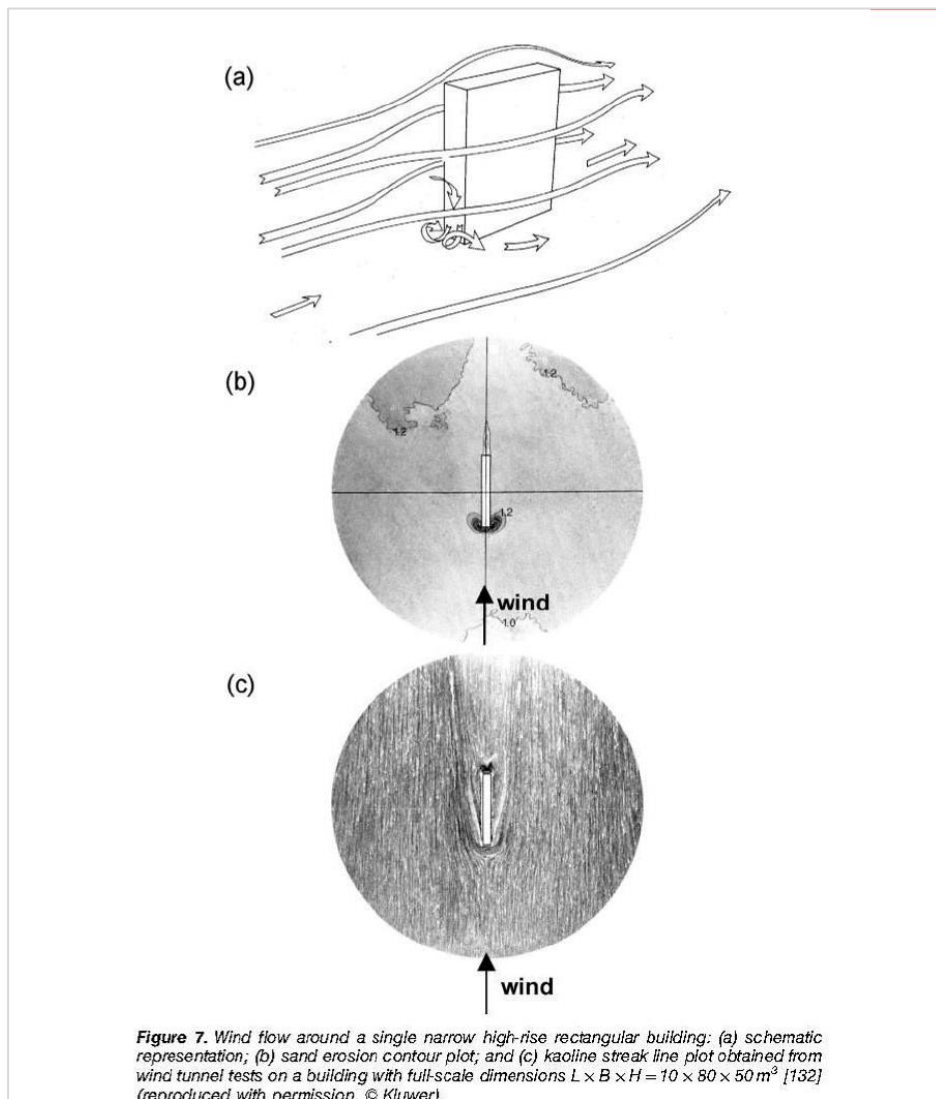 (a)
(b)
1.2
1.2
1.2
wind
1.0
(c)
wind
Figure 7. Wind flow around a single narrow high-rise rectangular building: (a) schematic
representation; (b) sand erosion contour plot; and (c) kaoline streak line plot obtained from
wind tunnel tests on a building with full-scale dimensions L × B × H = 10 × 80 × 50 m³ [132]
(reproduced with permission, © Kluwer)